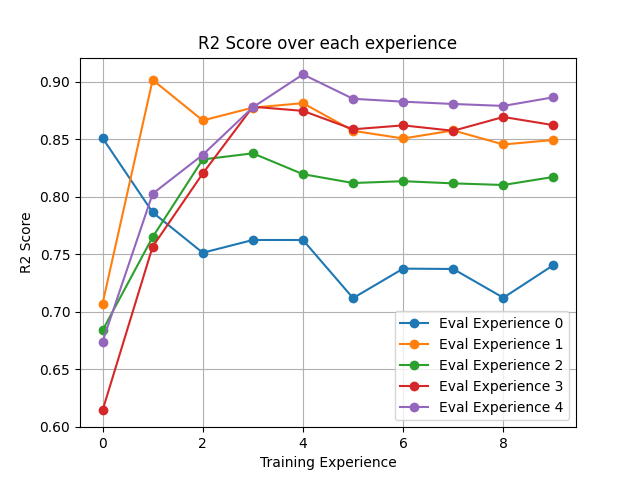 R2 Score over each experience
R2 Score
0.90
0.85
0.80
0.75
0.70
0.65
0.60
0
2
4
6
8
Training Experience
Eval Experience 0
Eval Experience 1
Eval Experience 2
Eval Experience 3
Eval Experience 4